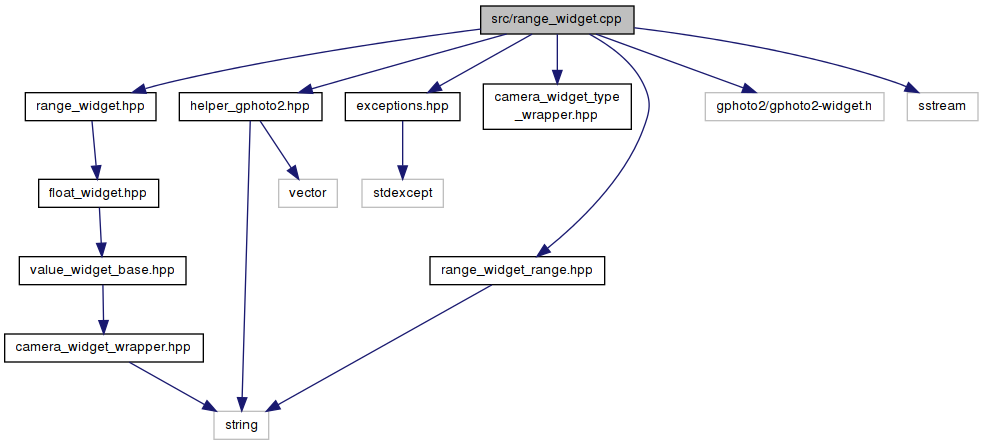 src/range_widget.cpp
range_widget.hpp
helper_gphoto2.hpp
exceptions.hpp
camera_widget_type
_wrapper.hpp
gphoto2/gphoto2-widget.h
sstream
float_widget.hpp
vector
stdexcept
value_widget_base.hpp
range_widget_range.hpp
camera_widget_wrapper.hpp
string